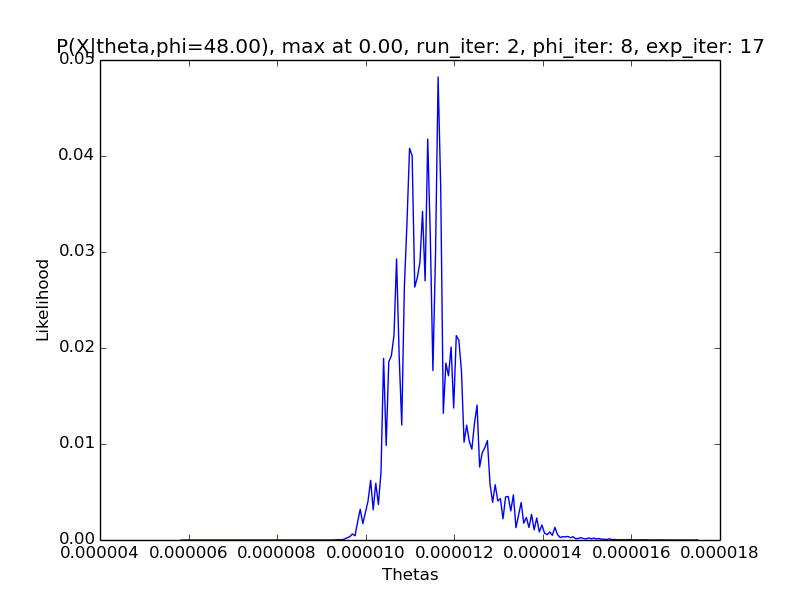 P(X|theta,phi=48.00), max at 0.00, run_iter: 2, phi_iter: 8, exp_iter: 17
0.05
0.04
0.03
0.02
0.01
0.00
Likelihood
0.000004 0.000006 0.000008 0.000010 0.000012 0.000014 0.000016 0.000018
Thetas